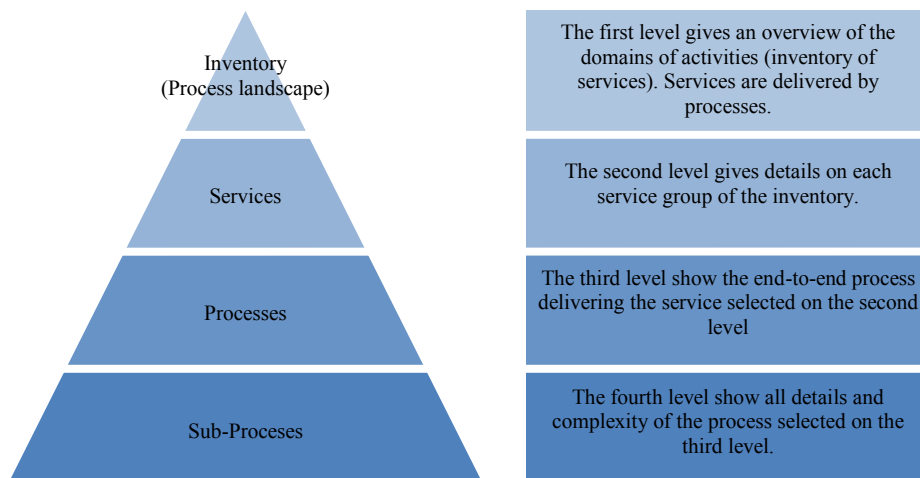 Inventory
(Process landscape)
The first level gives an overview of the
domains of activities (inventory of
services). Services are delivered by
processes.
Services
The second level gives details on each
service group of the inventory.
Processes
The third level show the end-to-end process
delivering the service selected on the second
level
Sub-Proceses
The fourth level show all details and
complexity of the process selected on the
third level.